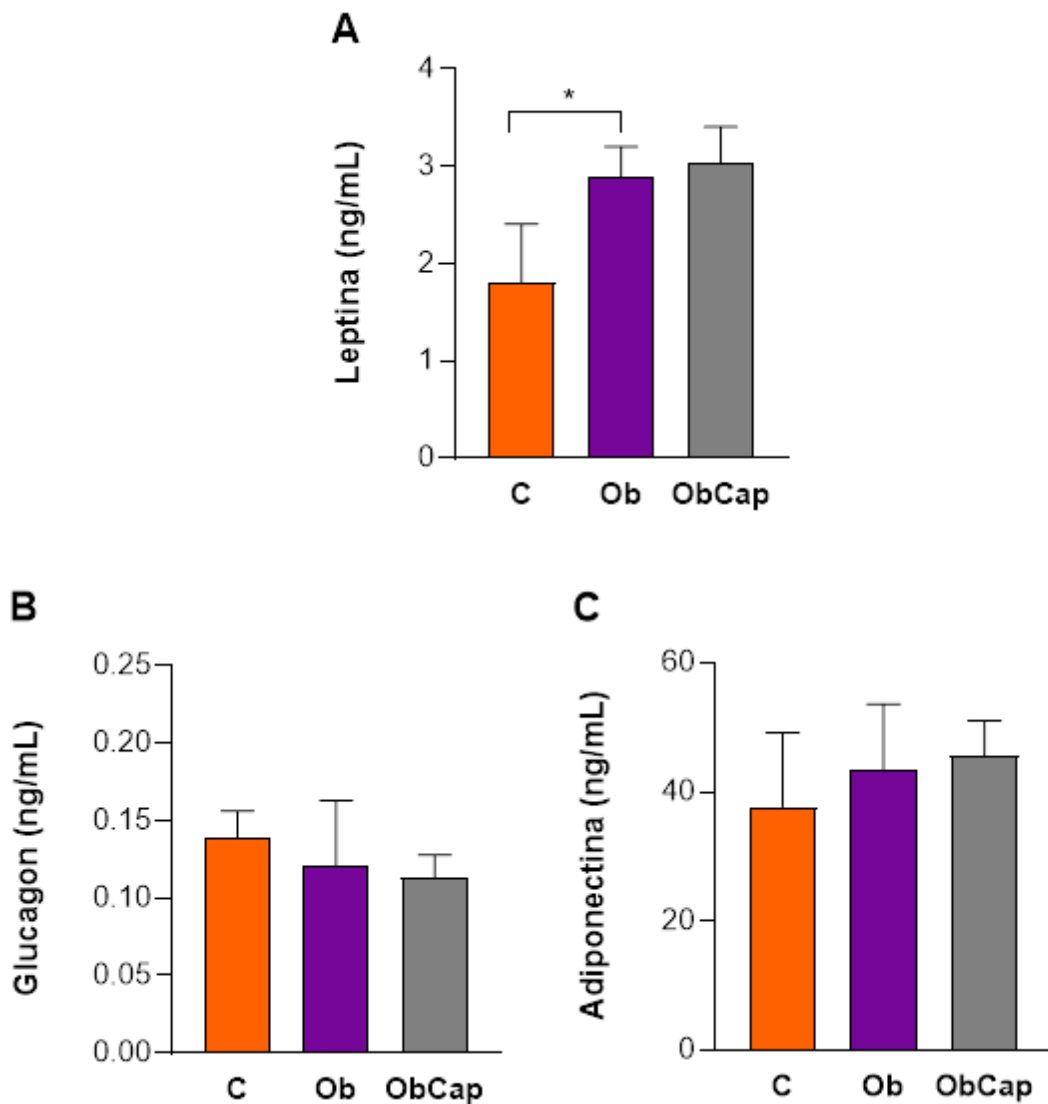 A
Leptina (ng/mL)
4
3
2
1
0
*
C Ob ObCap
B
Glucagon (ng/mL)
0.25
0.20
0.15
0.10
0.05
0.00
C Ob ObCap
C
Adiponectina (ng/mL)
60
40
20
0
C Ob ObCap